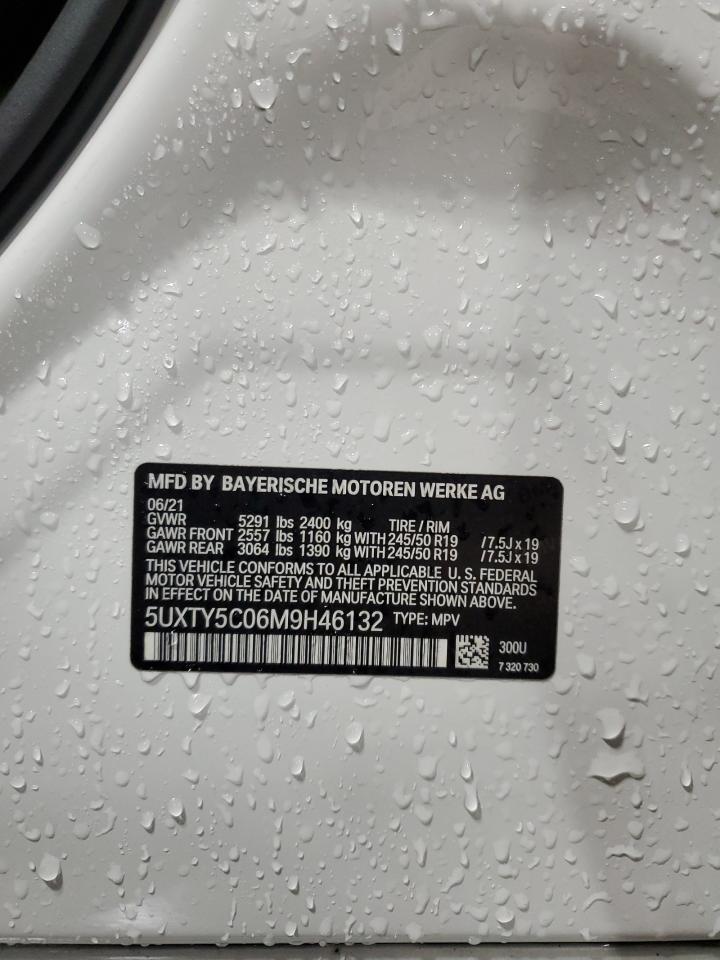 MFD BY BAYERISCHE MOTOREN WERKE AG
06/21
GVWR 5291 lbs 2400 kg TIRE / RIM
GAWR FRONT 2557 lbs 1160 kg WITH 245/50 R19 / 7.5J x 19
GAWR REAR 3064 lbs 1390 kg WITH 245/50 R19 / 7.5J x 19
THIS VEHICLE CONFORMS TO ALL APPLICABLE U. S. FEDERAL
MOTOR VEHICLE SAFETY AND THEFT PREVENTION STANDARDS
IN EFFECT ON THE DATE OF MANUFACTURE SHOWN ABOVE.
5UXTY5C06M9H46132 TYPE: MPV
300U
7 320 730